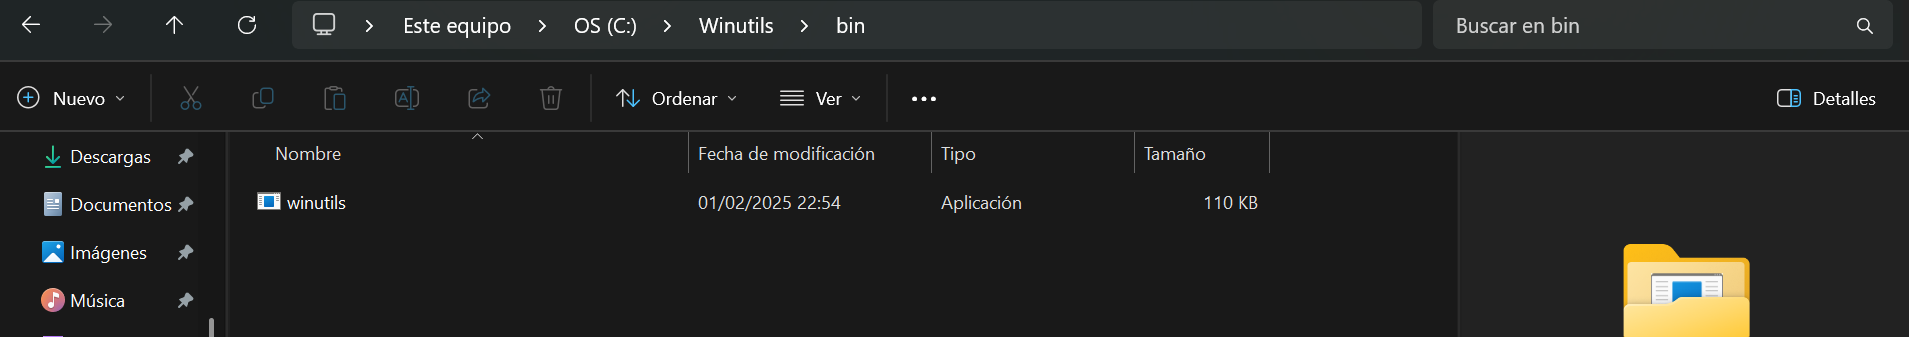 Este equipo > OS (C:) > Winutils > bin
Buscar en bin
Nuevo
Ordenar
Ver
Detalles
Descargas
Documentos
Imágenes
Música
Nombre
Fecha de modificación
Tipo
Tamaño
winutils
01/02/2025 22:54
Aplicación
110 KB